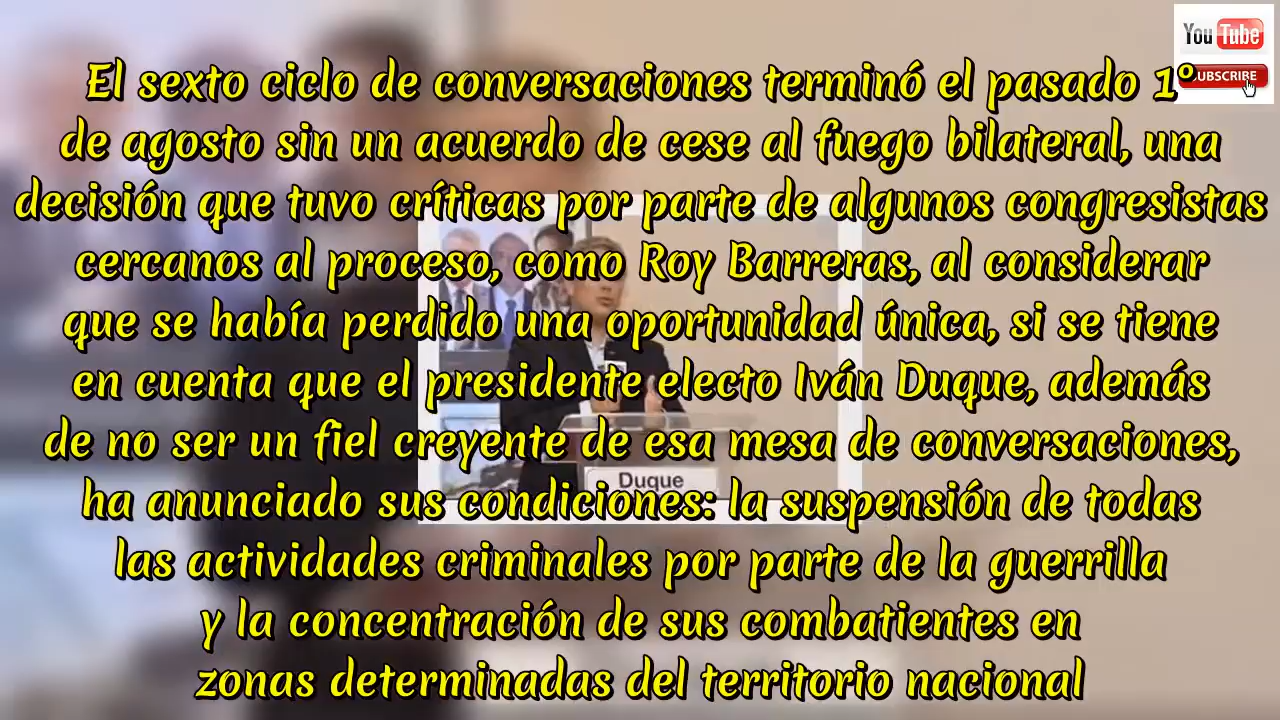 You Tube
SUBSCRIBE
El sexto ciclo de conversaciones terminó el pasado 1°
de agosto sin un acuerdo de cese al fuego bilateral, una
decisión que tuvo críticas por parte de algunos congresistas
cercanos al proceso, como Roy Barreras, al considerar
que se había perdido una oportunidad única, si se tiene
en cuenta que el presidente electo Iván Duque, además
de no ser un fiel creyente de esa mesa de conversaciones,
ha anunciado sus condiciones: la suspensión de todas
las actividades criminales por parte de la guerrilla
y la concentración de sus combatientes en
zonas determinadas del territorio nacional
Duque